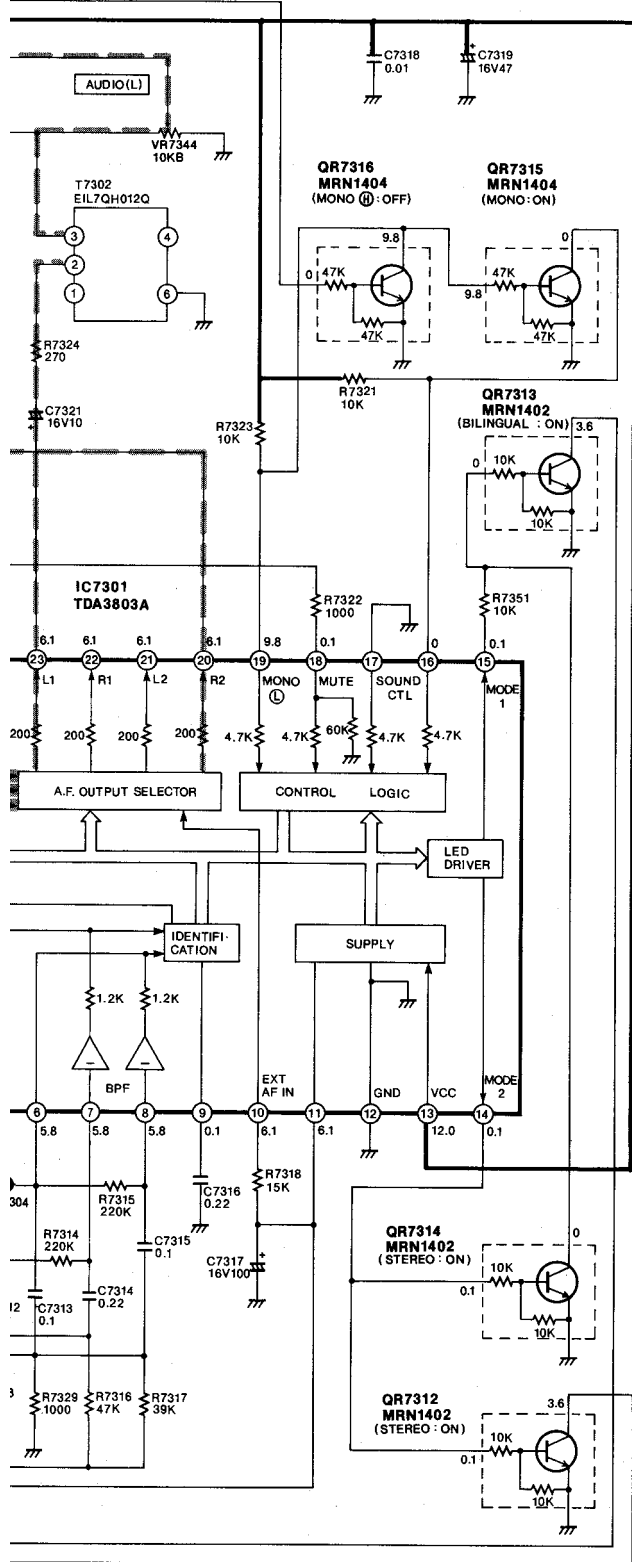 C7318
0.01
C7319
16V47
AUDIO(L)
VR7344
10KB
T7302
EIL7QH012Q
3
4
2
1
6
QR7316
MRN1404
(MONO Ⓗ:OFF)
QR7315
MRN1404
(MONO:ON)
9.8
0
0
47K
47K
9.8
47K
47K
R7324
270
C7321
16V10
+
R7323
10K
R7321
10K
QR7313
MRN1402
(BILINGUAL : ON)
3.6
0
10K
10K
IC7301
TDA3803A
R7322
1000
R7351
10K
6.1
6.1
6.1
6.1
9.8
0.1
0
0.1
23
22
21
20
19
18
17
16
15
L1
R1
L2
R2
MONO
Ⓛ
MUTE
SOUND
CTL
MODE
1
200
200
200
200
4.7K
4.7K
60K
4.7K
4.7K
A.F. OUTPUT SELECTOR
CONTROL LOGIC
LED
DRIVER
IDENTIFI-
CATION
SUPPLY
1.2K
1.2K
BPF
EXT
AF IN
GND
VCC
MODE
2
6
7
8
9
10
11
12
13
14
5.8
5.8
5.8
0.1
6.1
6.1
12.0
0.1
304
R7315
220K
C7316
0.22
R7318
15K
R7314
220K
C7315
0.1
C7317
16V100
+
12
C7313
0.1
C7314
0.22
R7329
1000
R7316
47K
R7317
39K
QR7314
MRN1402
(STEREO:ON)
0
10K
0.1
10K
QR7312
MRN1402
(STEREO:ON)
3.6
10K
0.1
10K